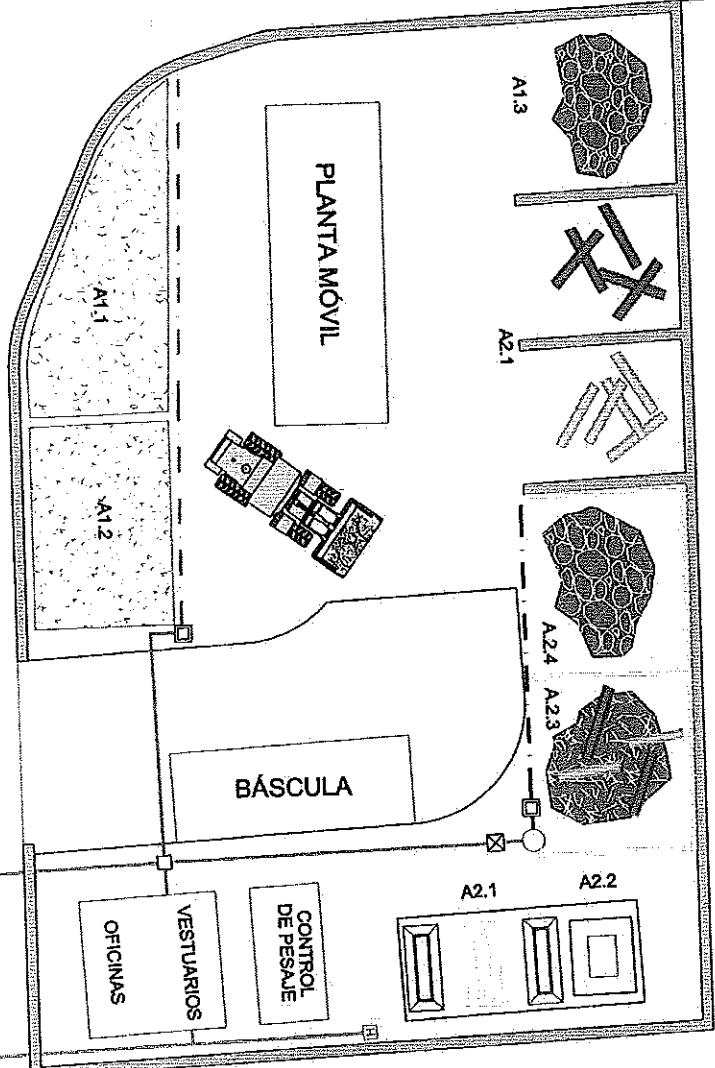 A1.3
PLANTA MÓVIL
A2.1
A1.1
A1.2
A.2.4
A.2.3
BÁSCULA
A2.1
A2.2
CONTROL
DE PESAJE
VESTUARIOS
OFICINAS
H